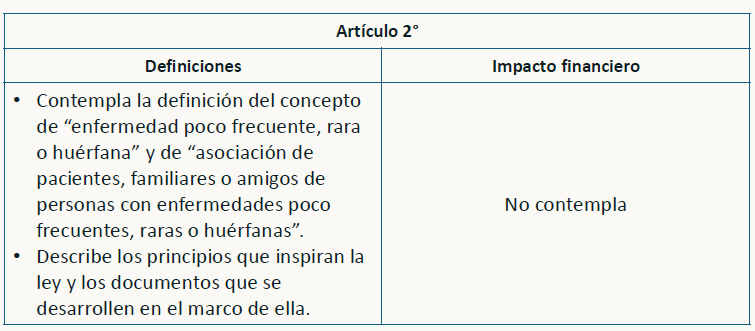 Artículo 2°
Definiciones
Impacto financiero
• Contempla la definición del concepto
de “enfermedad poco frecuente, rara
o huérfana” y de “asociación de
pacientes, familiares o amigos de
personas con enfermedades poco
frecuentes, raras o huérfanas”.
• Describe los principios que inspiran la
ley y los documentos que se
desarrollen en el marco de ella.
No contempla